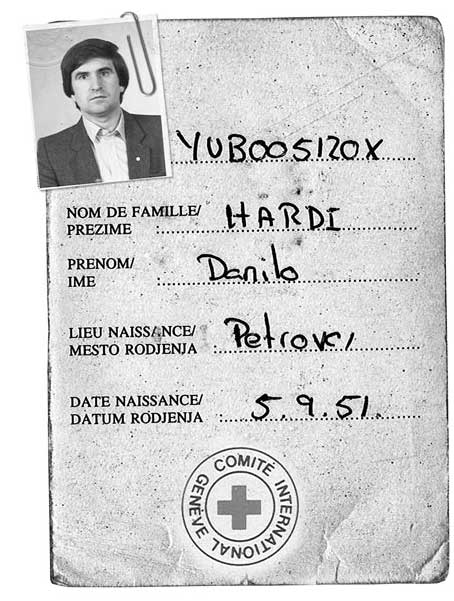 YUB005120X
NOM DE FAMILLE/
PREZIME : HARDI
PRENOM/
IME : Danilo
LIEU NAISSANCE/
MESTO RODJENJA : Petrovci
DATE NAISSANCE/
DATUM RODJENJA : 5.9.51.
COMITÉ INTERNATIONAL GENÈVE